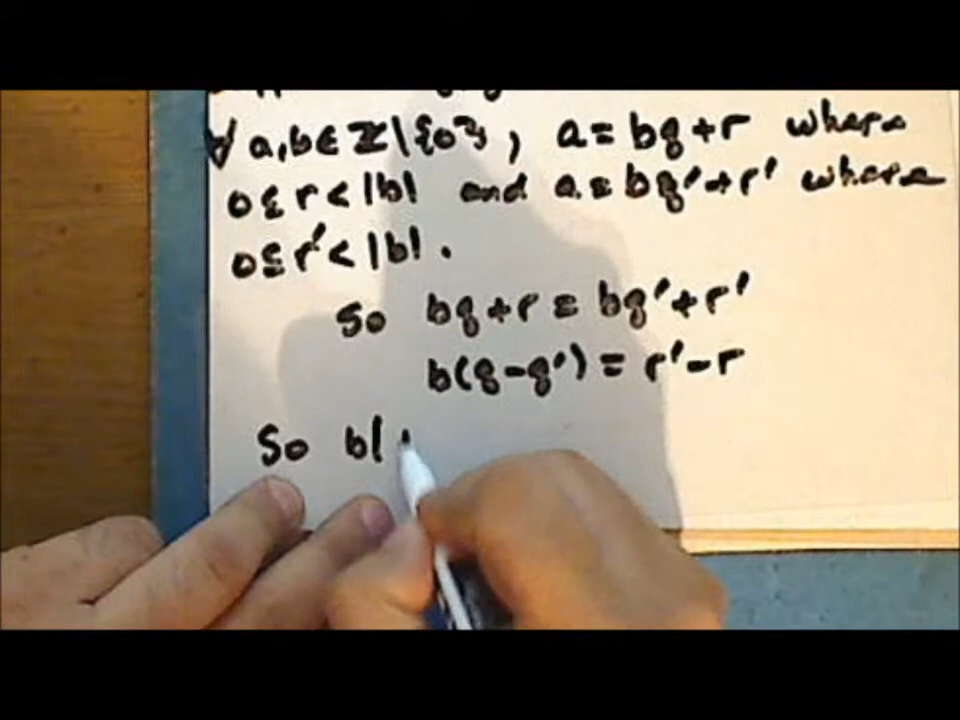 ∀ a,b∈ℤ\{0}, a=bq+r where
0≤r<|b| and a=bq'+r' where
0≤r'<|b|.
So bq+r=bq'+r'
b(q-q')=r'-r
So b|